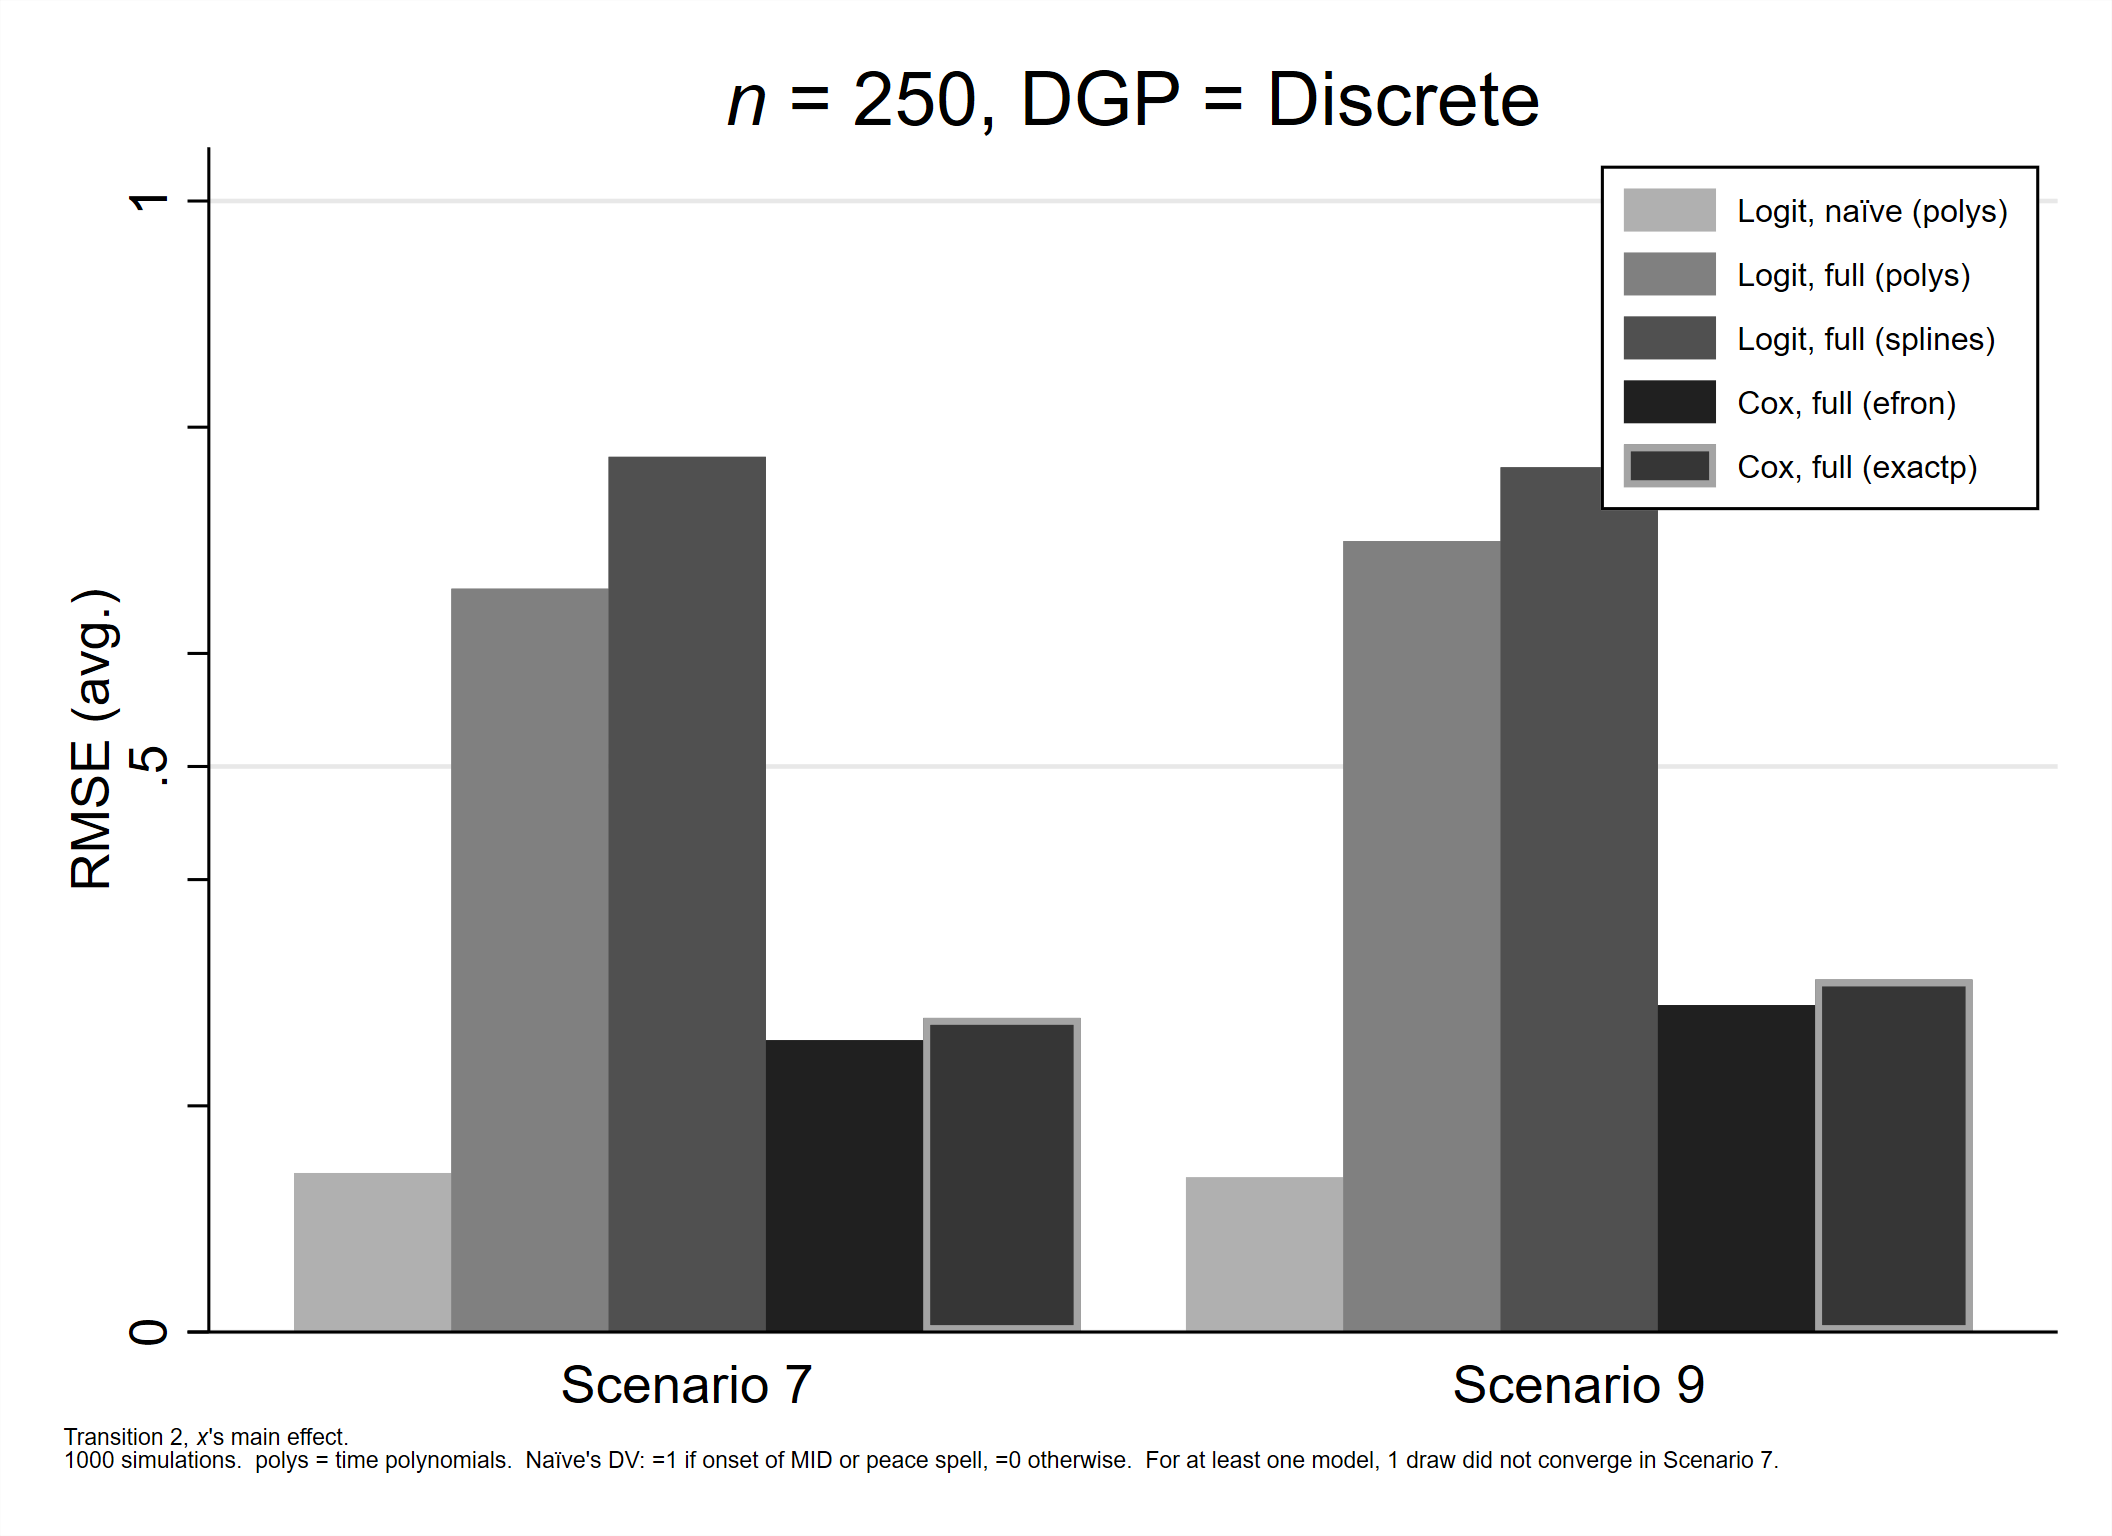 n = 250, DGP = Discrete
Logit, naïve (polys)
Logit, full (polys)
Logit, full (splines)
Cox, full (efron)
Cox, full (exactp)
RMSE (avg.)
1
.5
0
Scenario 7
Scenario 9
Transition 2, x's main effect.
1000 simulations.  polys = time polynomials.  Naïve's DV: =1 if onset of MID or peace spell, =0 otherwise.  For at least one model, 1 draw did not converge in Scenario 7.